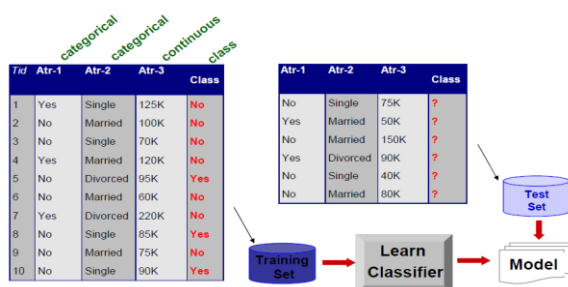 categorical
categorical
continuous
class
Tid Atr-1 Atr-2 Atr-3 Class
1 Yes Single 125K No
2 No Married 100K No
3 No Single 70K No
4 Yes Married 120K No
5 No Divorced 95K Yes
6 No Married 60K No
7 Yes Divorced 220K No
8 No Single 85K Yes
9 No Married 75K No
10 No Single 90K Yes
Atr-1 Atr-2 Atr-3 Class
No Single 75K ?
Yes Married 50K ?
No Married 150K ?
Yes Divorced 90K ?
No Single 40K ?
No Married 80K ?
Test
Set
Training
Set
Learn
Classifier
Model